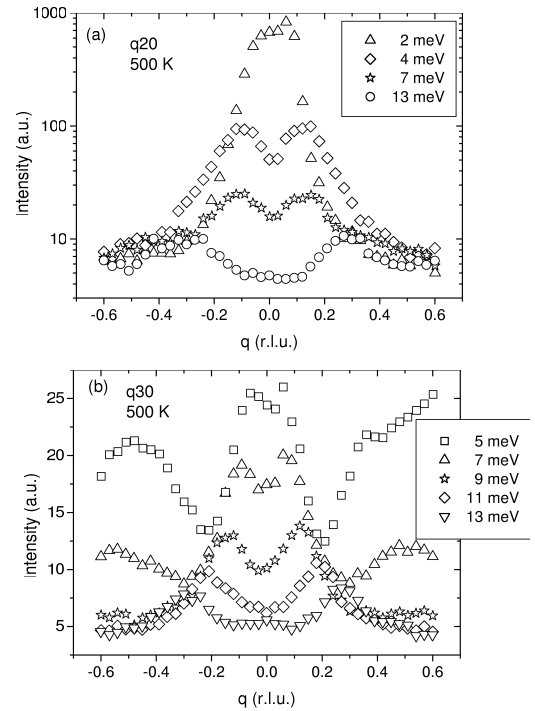 (a)
q20
500 K
2 meV
4 meV
7 meV
13 meV
1000
100
10
Intensity (a.u.)
-0.6 -0.4 -0.2 0.0 0.2 0.4 0.6
q (r.l.u.)
(b)
q30
500 K
5 meV
7 meV
9 meV
11 meV
13 meV
25
20
15
10
5
Intensity (a.u.)
-0.6 -0.4 -0.2 0.0 0.2 0.4 0.6
q (r.l.u.)